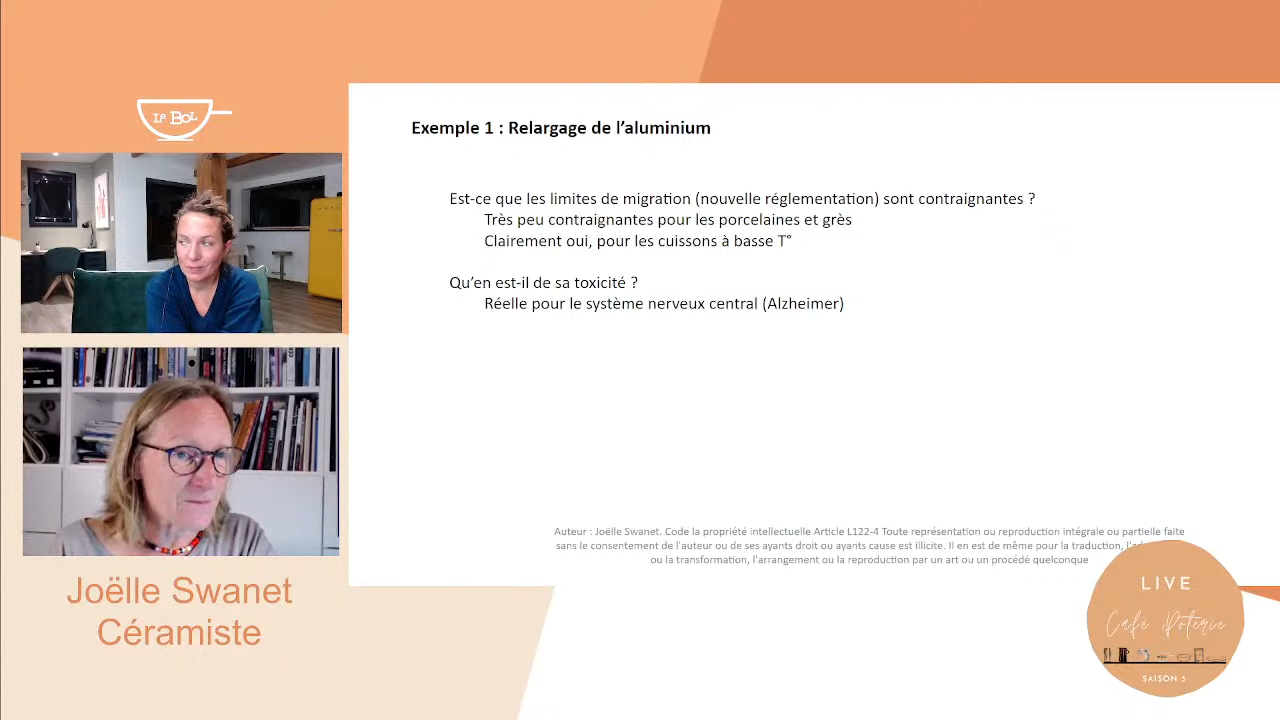 Le BoL
Exemple 1 : Relargage de l’aluminium
Est-ce que les limites de migration (nouvelle réglementation) sont contraignantes ?
Très peu contraignantes pour les porcelaines et grès
Clairement oui, pour les cuissons à basse T°
Qu’en est-il de sa toxicité ?
Réelle pour le système nerveux central (Alzheimer)
Auteur : Joëlle Swanet. Code la propriété intellectuelle Article L122-4 Toute représentation ou reproduction intégrale ou partielle faite
sans le consentement de l'auteur ou de ses ayants droit ou ayants cause est illicite. Il en est de même pour la traduction,
ou la transformation, l'arrangement ou la reproduction par un art ou un procédé quelconque
Joëlle Swanet
Céramiste
LIVE
Cafe Poterie
SAISON 5